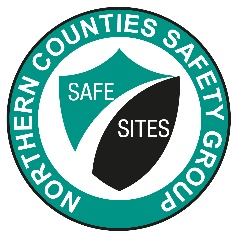 NORTHERN COUNTIES SAFETY GROUP
SAFE
SITES